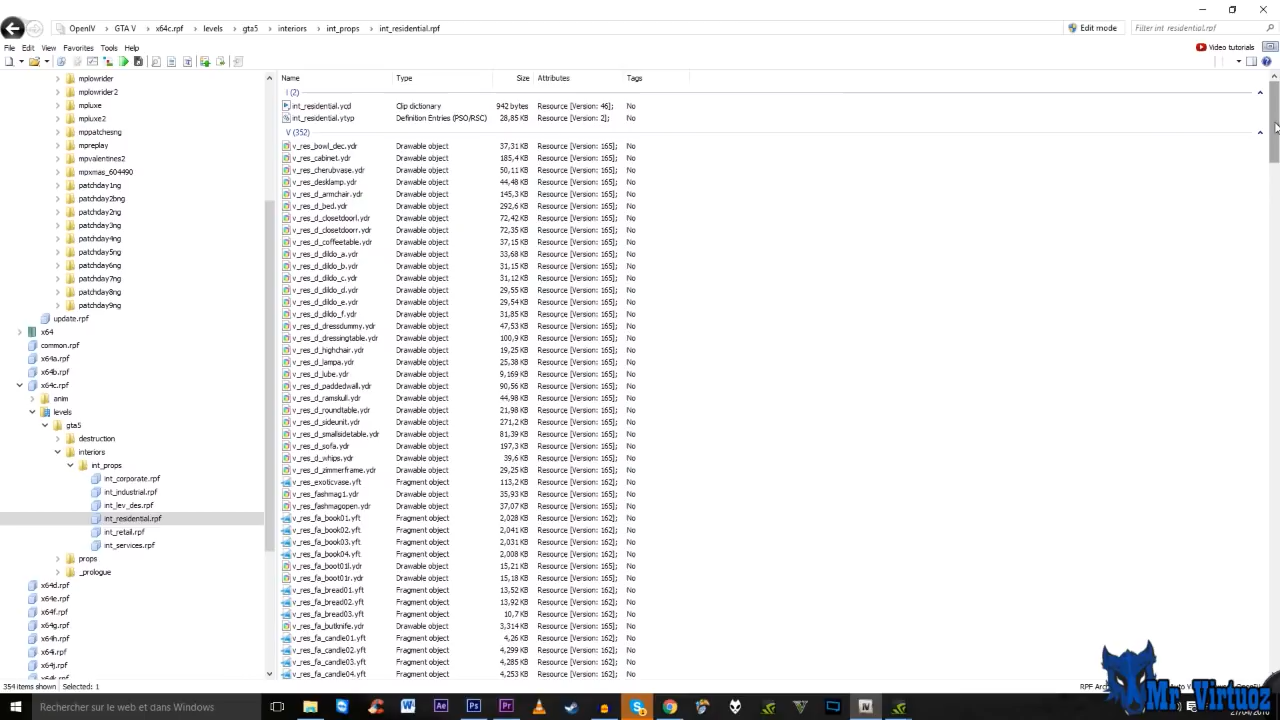 OpenIV GTA V x64c.rpf levels gta5 interiors int_props int_residential.rpf Edit mode Filter int_residential.rpf
File Edit View Favorites Tools Help Video tutorials
mplowrider
mplowrider2
mpluxe
mpluxe2
mppatchesng
mpreplay
mpvalentines2
mpxmas_604490
patchday1ng
patchday2bng
patchday2ng
patchday3ng
patchday4ng
patchday5ng
patchday6ng
patchday7ng
patchday8ng
patchday9ng
update.rpf
x64
common.rpf
x64a.rpf
x64b.rpf
x64c.rpf
anim
levels
gta5
destruction
interiors
int_props
int_corporate.rpf
int_industrial.rpf
int_lev_des.rpf
int_residential.rpf
int_retail.rpf
int_services.rpf
props
_prologue
x64d.rpf
x64e.rpf
x64f.rpf
x64g.rpf
x64h.rpf
x64i.rpf
x64j.rpf
x64k.rpf
Name Type Size Attributes Tags
I (2)
int_residential.ycd Clip dictionary 942 bytes Resource [Version: 46]; No
int_residential.ytyp Definition Entries (PSO/RSC) 28,85 KB Resource [Version: 2]; No
V (352)
v_res_bowl_dec.ydr Drawable object 37,31 KB Resource [Version: 165]; No
v_res_cabinet.ydr Drawable object 185,4 KB Resource [Version: 165]; No
v_res_cherubvase.ydr Drawable object 50,11 KB Resource [Version: 165]; No
v_res_desklamp.ydr Drawable object 44,48 KB Resource [Version: 165]; No
v_res_d_armchair.ydr Drawable object 145,3 KB Resource [Version: 165]; No
v_res_d_bed.ydr Drawable object 292,6 KB Resource [Version: 165]; No
v_res_d_closetdoorl.ydr Drawable object 72,42 KB Resource [Version: 165]; No
v_res_d_closetdoorr.ydr Drawable object 72,35 KB Resource [Version: 165]; No
v_res_d_coffeetable.ydr Drawable object 37,15 KB Resource [Version: 165]; No
v_res_d_dildo_a.ydr Drawable object 33,68 KB Resource [Version: 165]; No
v_res_d_dildo_b.ydr Drawable object 31,15 KB Resource [Version: 165]; No
v_res_d_dildo_c.ydr Drawable object 31,12 KB Resource [Version: 165]; No
v_res_d_dildo_d.ydr Drawable object 29,55 KB Resource [Version: 165]; No
v_res_d_dildo_e.ydr Drawable object 29,54 KB Resource [Version: 165]; No
v_res_d_dildo_f.ydr Drawable object 31,85 KB Resource [Version: 165]; No
v_res_d_dressdummy.ydr Drawable object 47,53 KB Resource [Version: 165]; No
v_res_d_dressingtable.ydr Drawable object 100,9 KB Resource [Version: 165]; No
v_res_d_highchair.ydr Drawable object 19,25 KB Resource [Version: 165]; No
v_res_d_lampa.ydr Drawable object 25,38 KB Resource [Version: 165]; No
v_res_d_lube.ydr Drawable object 9,169 KB Resource [Version: 165]; No
v_res_d_paddedwall.ydr Drawable object 90,56 KB Resource [Version: 165]; No
v_res_d_ramskull.ydr Drawable object 44,98 KB Resource [Version: 165]; No
v_res_d_roundtable.ydr Drawable object 21,98 KB Resource [Version: 165]; No
v_res_d_sideunit.ydr Drawable object 271,2 KB Resource [Version: 165]; No
v_res_d_smallsidetable.ydr Drawable object 81,39 KB Resource [Version: 165]; No
v_res_d_sofa.ydr Drawable object 197,3 KB Resource [Version: 165]; No
v_res_d_whips.ydr Drawable object 39,6 KB Resource [Version: 165]; No
v_res_d_zimmerframe.ydr Drawable object 29,25 KB Resource [Version: 165]; No
v_res_exoticvase.yft Fragment object 113,2 KB Resource [Version: 162]; No
v_res_fashmag1.ydr Drawable object 35,93 KB Resource [Version: 165]; No
v_res_fashmagopen.ydr Drawable object 37,07 KB Resource [Version: 165]; No
v_res_fa_book01.yft Fragment object 2,028 KB Resource [Version: 162]; No
v_res_fa_book02.yft Fragment object 2,041 KB Resource [Version: 162]; No
v_res_fa_book03.yft Fragment object 2,031 KB Resource [Version: 162]; No
v_res_fa_book04.yft Fragment object 2,008 KB Resource [Version: 162]; No
v_res_fa_boot01l.ydr Drawable object 15,21 KB Resource [Version: 165]; No
v_res_fa_boot01r.ydr Drawable object 15,18 KB Resource [Version: 165]; No
v_res_fa_bread01.yft Fragment object 13,52 KB Resource [Version: 162]; No
v_res_fa_bread02.yft Fragment object 13,92 KB Resource [Version: 162]; No
v_res_fa_bread03.yft Fragment object 10,7 KB Resource [Version: 162]; No
v_res_fa_butknife.ydr Drawable object 3,314 KB Resource [Version: 165]; No
v_res_fa_candle01.yft Fragment object 4,26 KB Resource [Version: 162]; No
v_res_fa_candle02.yft Fragment object 4,299 KB Resource [Version: 162]; No
v_res_fa_candle03.yft Fragment object 4,285 KB Resource [Version: 162]; No
v_res_fa_candle04.yft Fragment object 4,253 KB Resource [Version: 162]; No
354 items shown Selected: 1 RPF
Mr. Virtuoz
Rechercher sur le web et dans Windows
27/04/2016